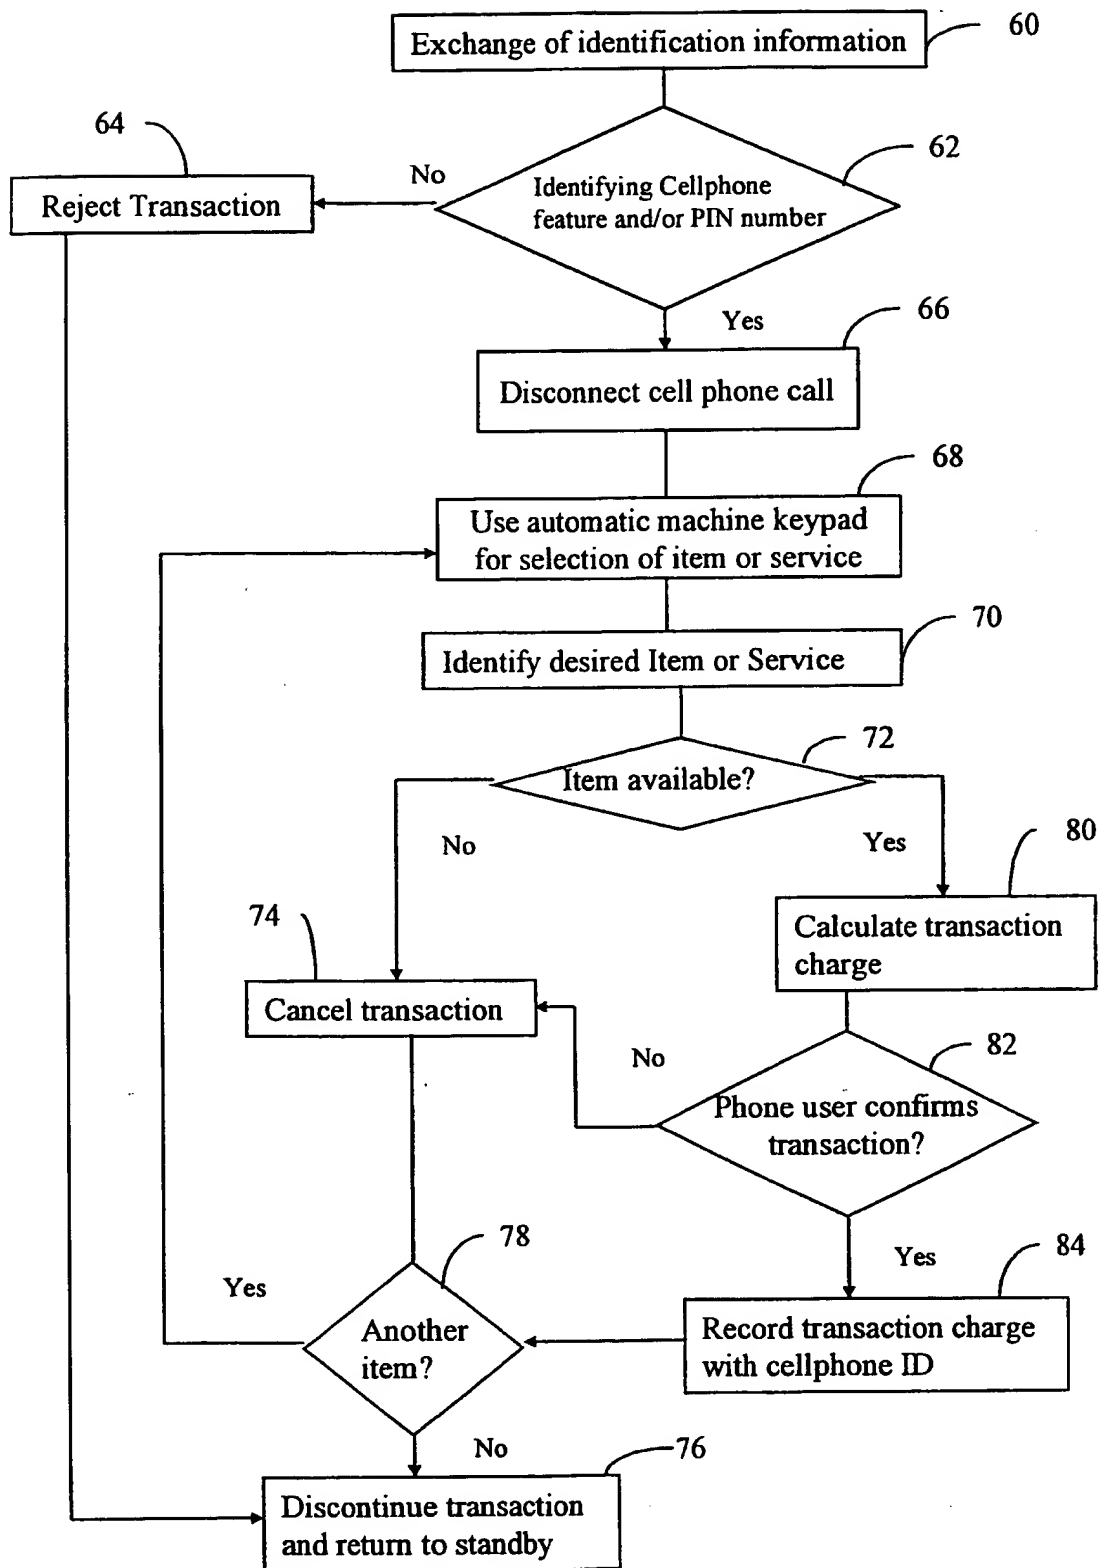 Exchange of identification information
60
64
No
62
Reject Transaction
Identifying Cellphone
feature and/or PIN number
Yes
66
Disconnect cell phone call
68
Use automatic machine keypad
for selection of item or service
70
Identify desired Item or Service
72
Item available?
No
Yes
80
74
Calculate transaction
charge
Cancel transaction
No
82
Phone user confirms
transaction?
78
Yes
Yes
84
Another
item?
Record transaction charge
with cellphone ID
No
76
Discontinue transaction
and return to standby